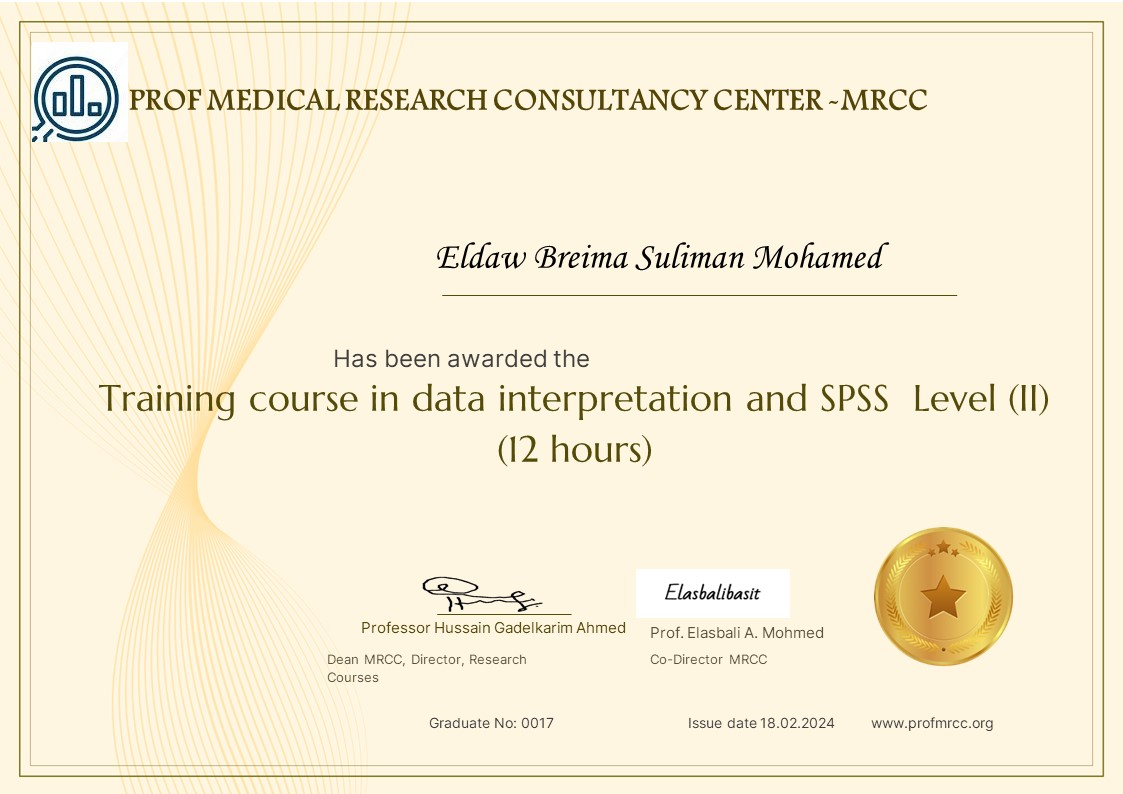 PROF MEDICAL RESEARCH CONSULTANCY CENTER -MRCC
Eldaw Breima Suliman Mohamed
Has been awarded the
Training course in data interpretation and SPSS Level (II)
(12 hours)
Elasbalibasit
Professor Hussain Gadelkarim Ahmed
Prof. Elasbali A. Mohmed
Dean MRCC, Director, Research
Courses
Co-Director MRCC
Graduate No: 0017
Issue date 18.02.2024
www.profmrcc.org